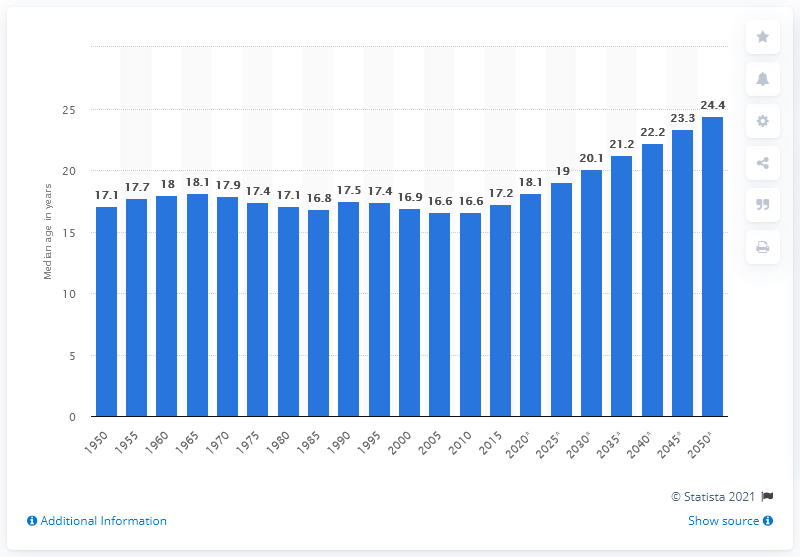 Median age in years
25
20
15
10
5
0
17.1 17.7 18 18.1 17.9 17.4 17.1 16.8 17.5 17.4 16.9 16.6 16.6 17.2 18.1 19 20.1 21.2 22.2 23.3 24.4
1950 1955 1960 1965 1970 1975 1980 1985 1990 1995 2000 2005 2010 2015 2020* 2025* 2030* 2035* 2040* 2045* 2050*
© Statista 2021
Additional Information
Show source